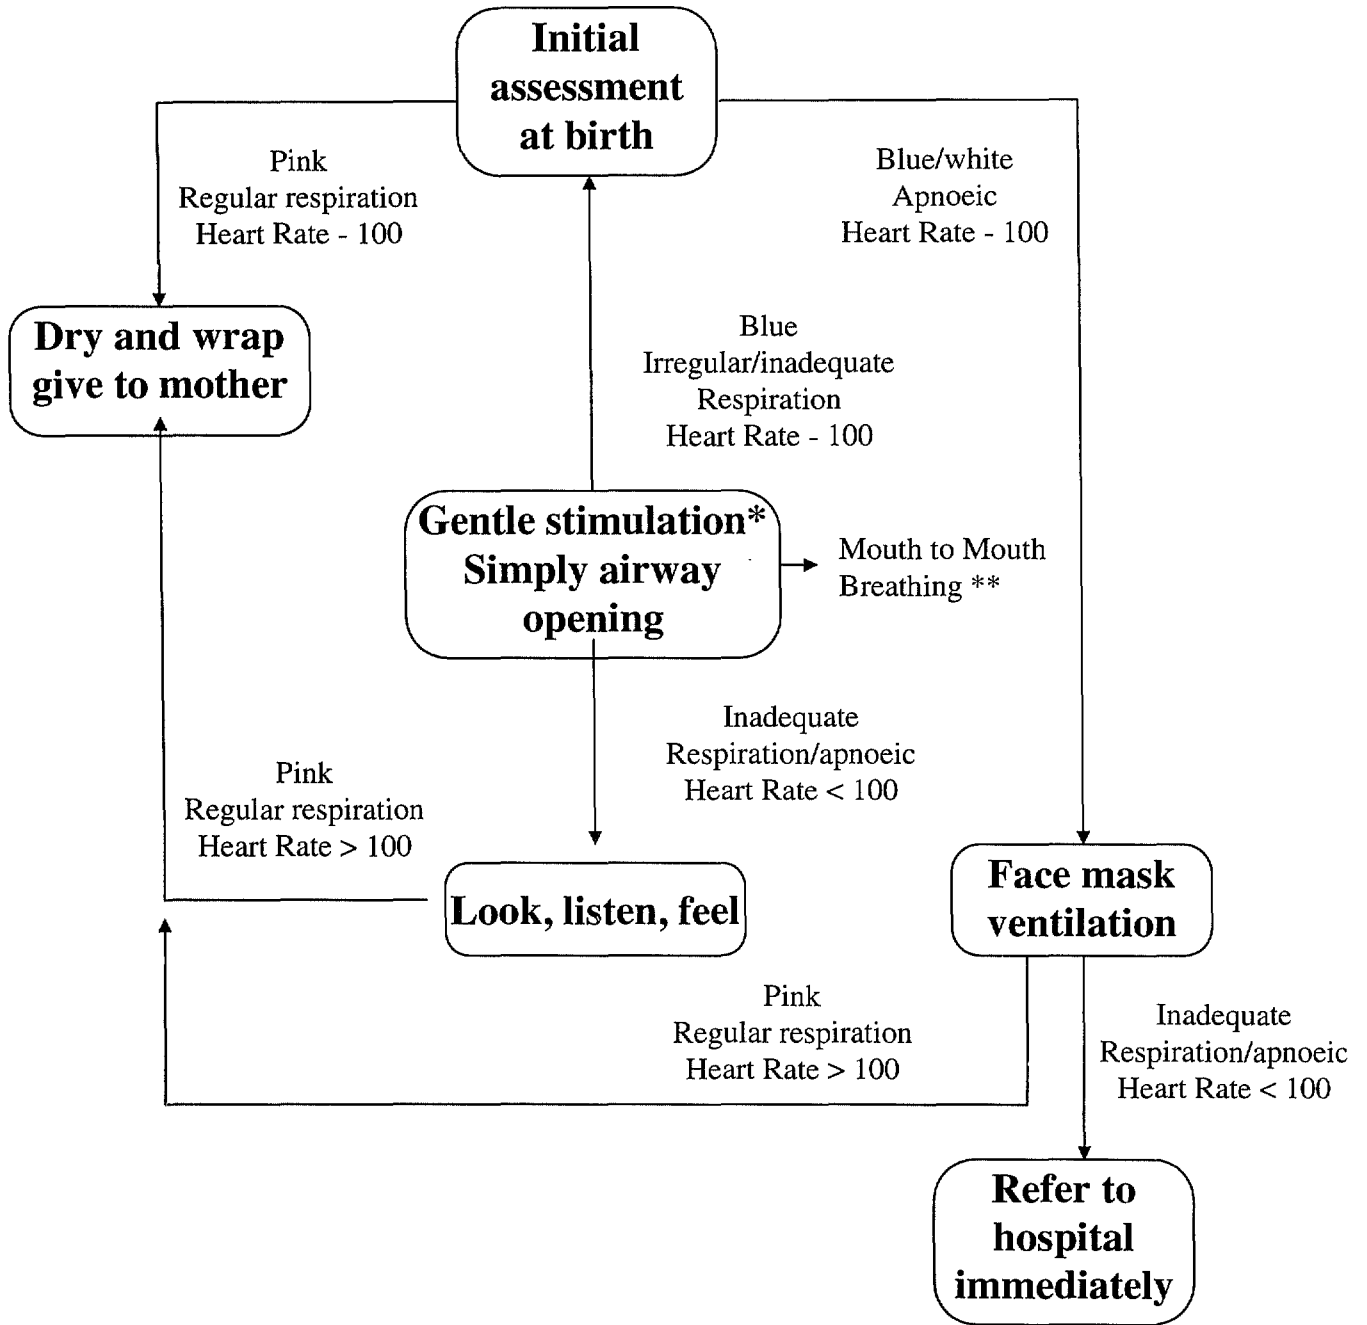 Initial
assessment
at birth
Pink
Regular respiration
Heart Rate - 100
Blue/white
Apnoeic
Heart Rate - 100
Dry and wrap
give to mother
Blue
Irregular/inadequate
Respiration
Heart Rate - 100
Gentle stimulation*
Simply airway
opening
Mouth to Mouth
Breathing **
Inadequate
Respiration/apnoeic
Heart Rate < 100
Pink
Regular respiration
Heart Rate > 100
Look, listen, feel
Face mask
ventilation
Pink
Regular respiration
Heart Rate > 100
Inadequate
Respiration/apnoeic
Heart Rate < 100
Refer to
hospital
immediately